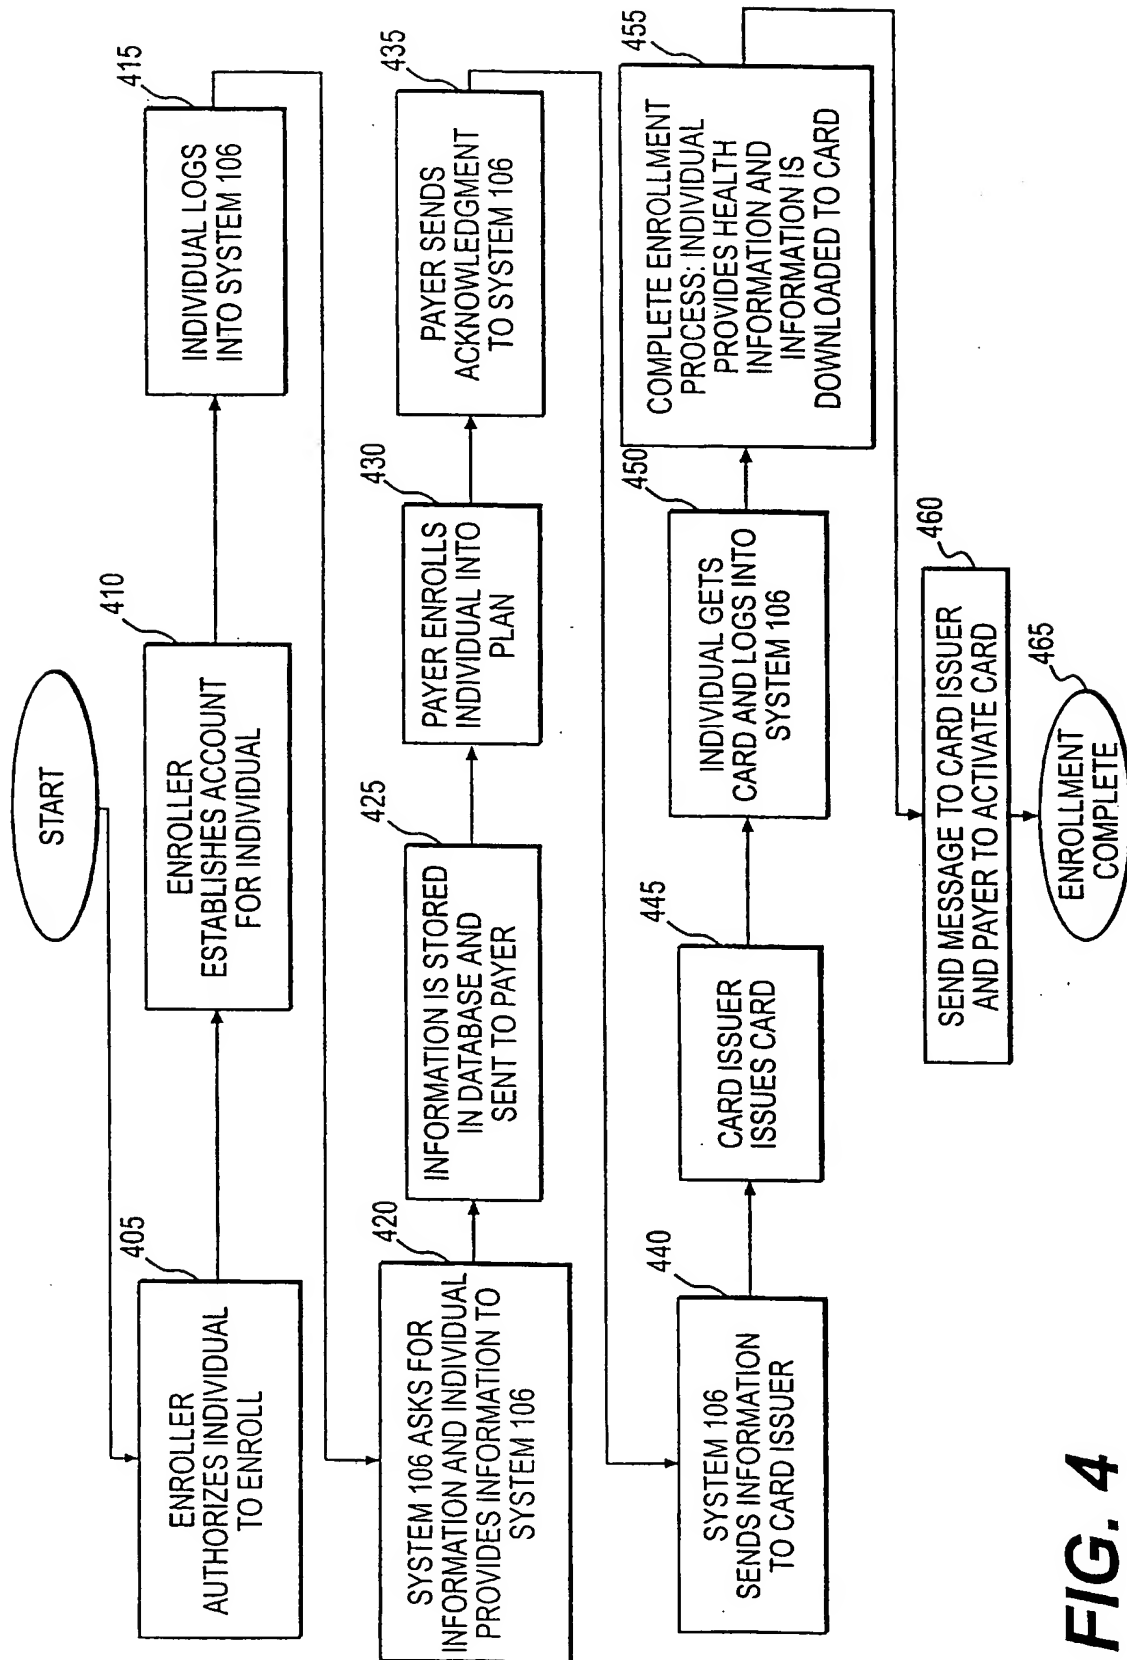 START
405
ENROLLER
AUTHORIZES INDIVIDUAL
TO ENROLL
410
ENROLLER
ESTABLISHES ACCOUNT
FOR INDIVIDUAL
415
INDIVIDUAL LOGS
INTO SYSTEM 106
420
SYSTEM 106 ASKS FOR
INFORMATION AND INDIVIDUAL
PROVIDES INFORMATION TO
SYSTEM 106
425
INFORMATION IS STORED
IN DATABASE AND
SENT TO PAYER
430
PAYER ENROLLS
INDIVIDUAL INTO
PLAN
435
PAYER SENDS
ACKNOWLEDGMENT
TO SYSTEM 106
440
SYSTEM 106
SENDS INFORMATION
TO CARD ISSUER
445
CARD ISSUER
ISSUES CARD
450
INDIVIDUAL GETS
CARD AND LOGS INTO
SYSTEM 106
455
COMPLETE ENROLLMENT
PROCESS: INDIVIDUAL
PROVIDES HEALTH
INFORMATION AND
INFORMATION IS
DOWNLOADED TO CARD
460
SEND MESSAGE TO CARD ISSUER
AND PAYER TO ACTIVATE CARD
465
ENROLLMENT
COMPLETE
FIG. 4